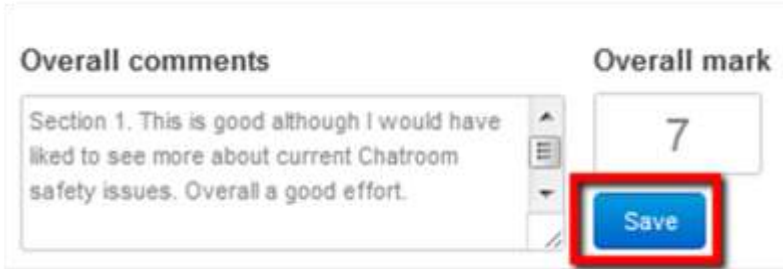 Overall comments
Section 1. This is good although I would have
liked to see more about current Chatroom
safety issues. Overall a good effort.
Overall mark
7
Save